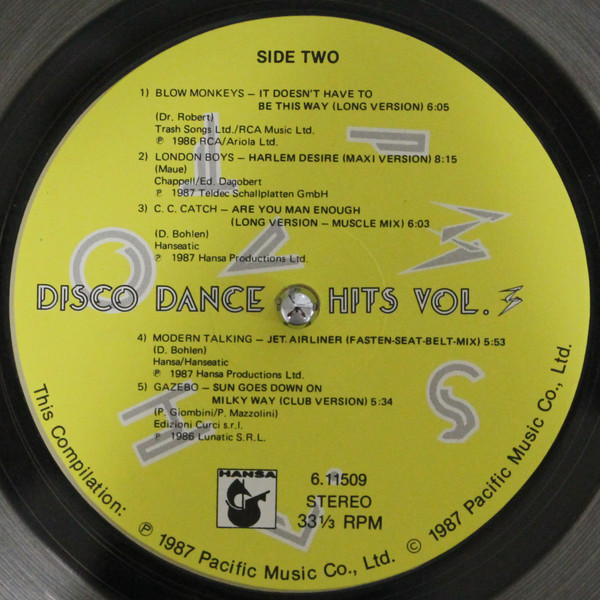 SIDE TWO
1) BLOW MONKEYS – IT DOESN'T HAVE TO
BE THIS WAY (LONG VERSION) 6:05
(Dr. Robert)
Trash Songs Ltd./RCA Music Ltd.
℗ 1986 RCA/Ariola Ltd.
2) LONDON BOYS – HARLEM DESIRE (MAXI VERSION) 8:15
(Maue)
Chappell/Ed. Dagobert
℗ 1987 Teldec Schallplatten GmbH
3) C. C. CATCH – ARE YOU MAN ENOUGH
(LONG VERSION – MUSCLE MIX) 6:03
(D. Bohlen)
Hanseatic
℗ 1987 Hansa Productions Ltd.
DISCO DANCE HITS VOL. 3
4) MODERN TALKING – JET AIRLINER (FASTEN-SEAT-BELT-MIX) 5:53
(D. Bohlen)
Hansa/Hanseatic
℗ 1987 Hansa Productions Ltd.
5) GAZEBO – SUN GOES DOWN ON
MILKY WAY (CLUB VERSION) 5:34
(P. Giombini/P. Mazzolini)
Edizioni Curci s.r.l.
℗ 1986 Lunatic S.R.L.
HANSA
6.11509
STEREO
33⅓ RPM
This Compilation: ℗ 1987 Pacific Music Co., Ltd. © 1987 Pacific Music Co., Ltd.